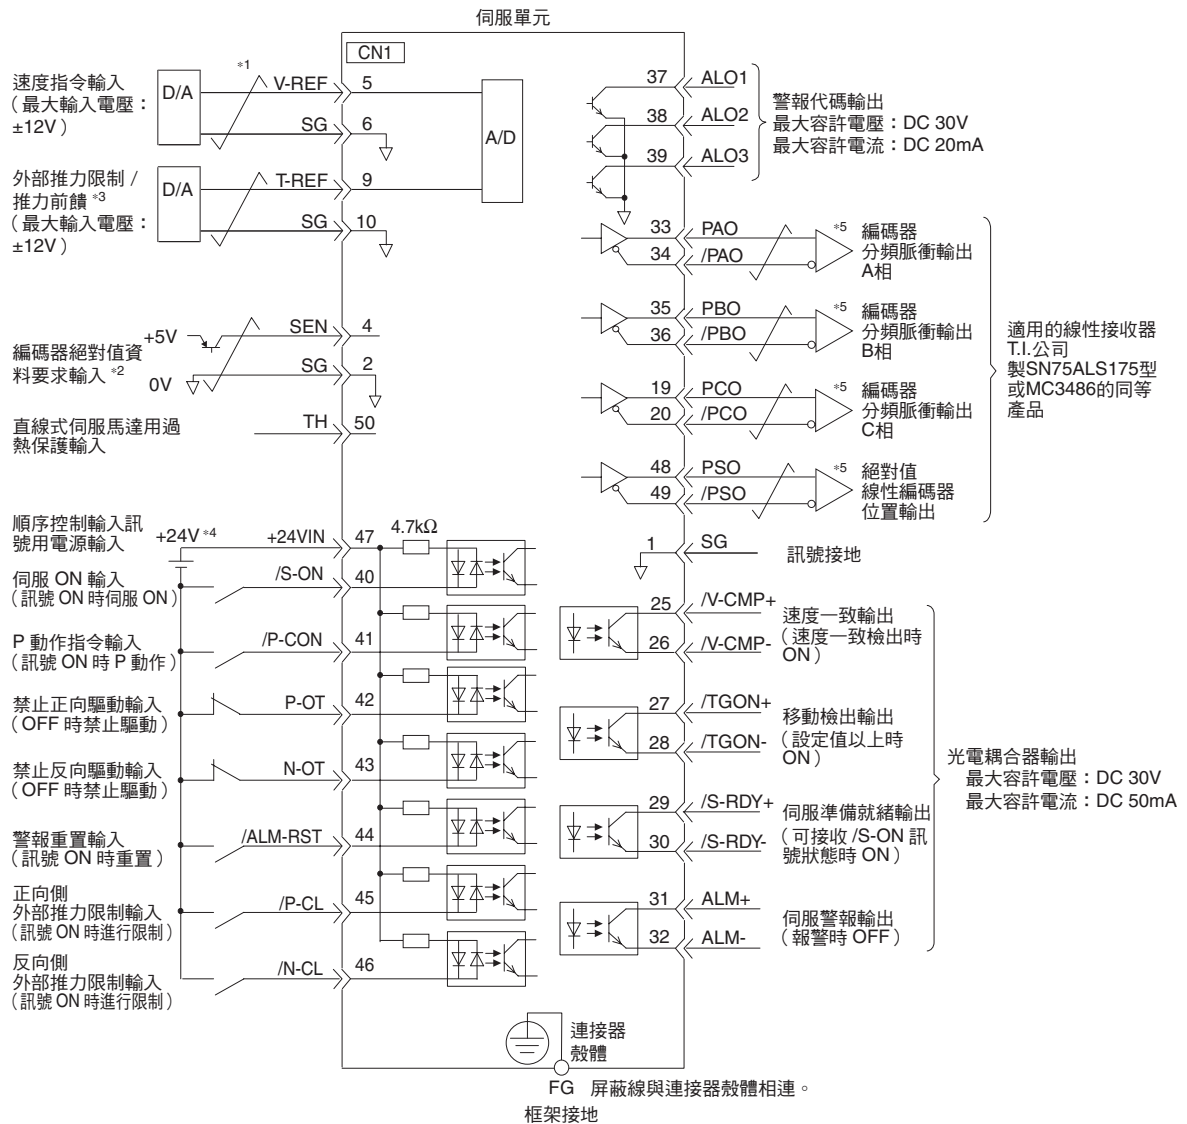 伺服單元
CN1
速度指令輸入
（最大輸入電壓：
±12V）
D/A
*1
V-REF
5
SG
6
A/D
外部推力限制 /
推力前饋 *3
（最大輸入電壓：
±12V）
D/A
T-REF
9
SG
10
編碼器絕對值資
料要求輸入 *2
+5V
0V
SEN
4
SG
2
直線式伺服馬達用過
熱保護輸入
TH
50
順序控制輸入訊
號用電源輸入
+24V *4
+24VIN
47
4.7kΩ
伺服 ON 輸入
（訊號 ON 時伺服 ON）
/S-ON
40
P 動作指令輸入
（訊號 ON 時 P 動作）
/P-CON
41
禁止正向驅動輸入
（OFF 時禁止驅動）
P-OT
42
禁止反向驅動輸入
（OFF 時禁止驅動）
N-OT
43
警報重置輸入
（訊號 ON 時重置）
/ALM-RST
44
正向側
外部推力限制輸入
（訊號 ON 時進行限制）
/P-CL
45
反向側
外部推力限制輸入
（訊號 ON 時進行限制）
/N-CL
46
37
ALO1
38
ALO2
39
ALO3
警報代碼輸出
最大容許電壓：DC 30V
最大容許電流：DC 20mA
33
PAO
34
/PAO
*5
編碼器
分頻脈衝輸出
A相
35
PBO
36
/PBO
*5
編碼器
分頻脈衝輸出
B相
19
PCO
20
/PCO
*5
編碼器
分頻脈衝輸出
C相
48
PSO
49
/PSO
*5
絕對值
線性編碼器
位置輸出
適用的線性接收器
T.I.公司
製SN75ALS175型
或MC3486的同等
產品
1
SG
訊號接地
25
/V-CMP+
26
/V-CMP-
速度一致輸出
（速度一致檢出時
ON）
27
/TGON+
28
/TGON-
移動檢出輸出
（設定值以上時
ON）
29
/S-RDY+
30
/S-RDY-
伺服準備就緒輸出
（可接收 /S-ON 訊
號狀態時 ON）
31
ALM+
32
ALM-
伺服警報輸出
（報警時 OFF）
光電耦合器輸出
最大容許電壓：DC 30V
最大容許電流：DC 50mA
連接器
殼體
FG
屏蔽線與連接器殼體相連。
框架接地